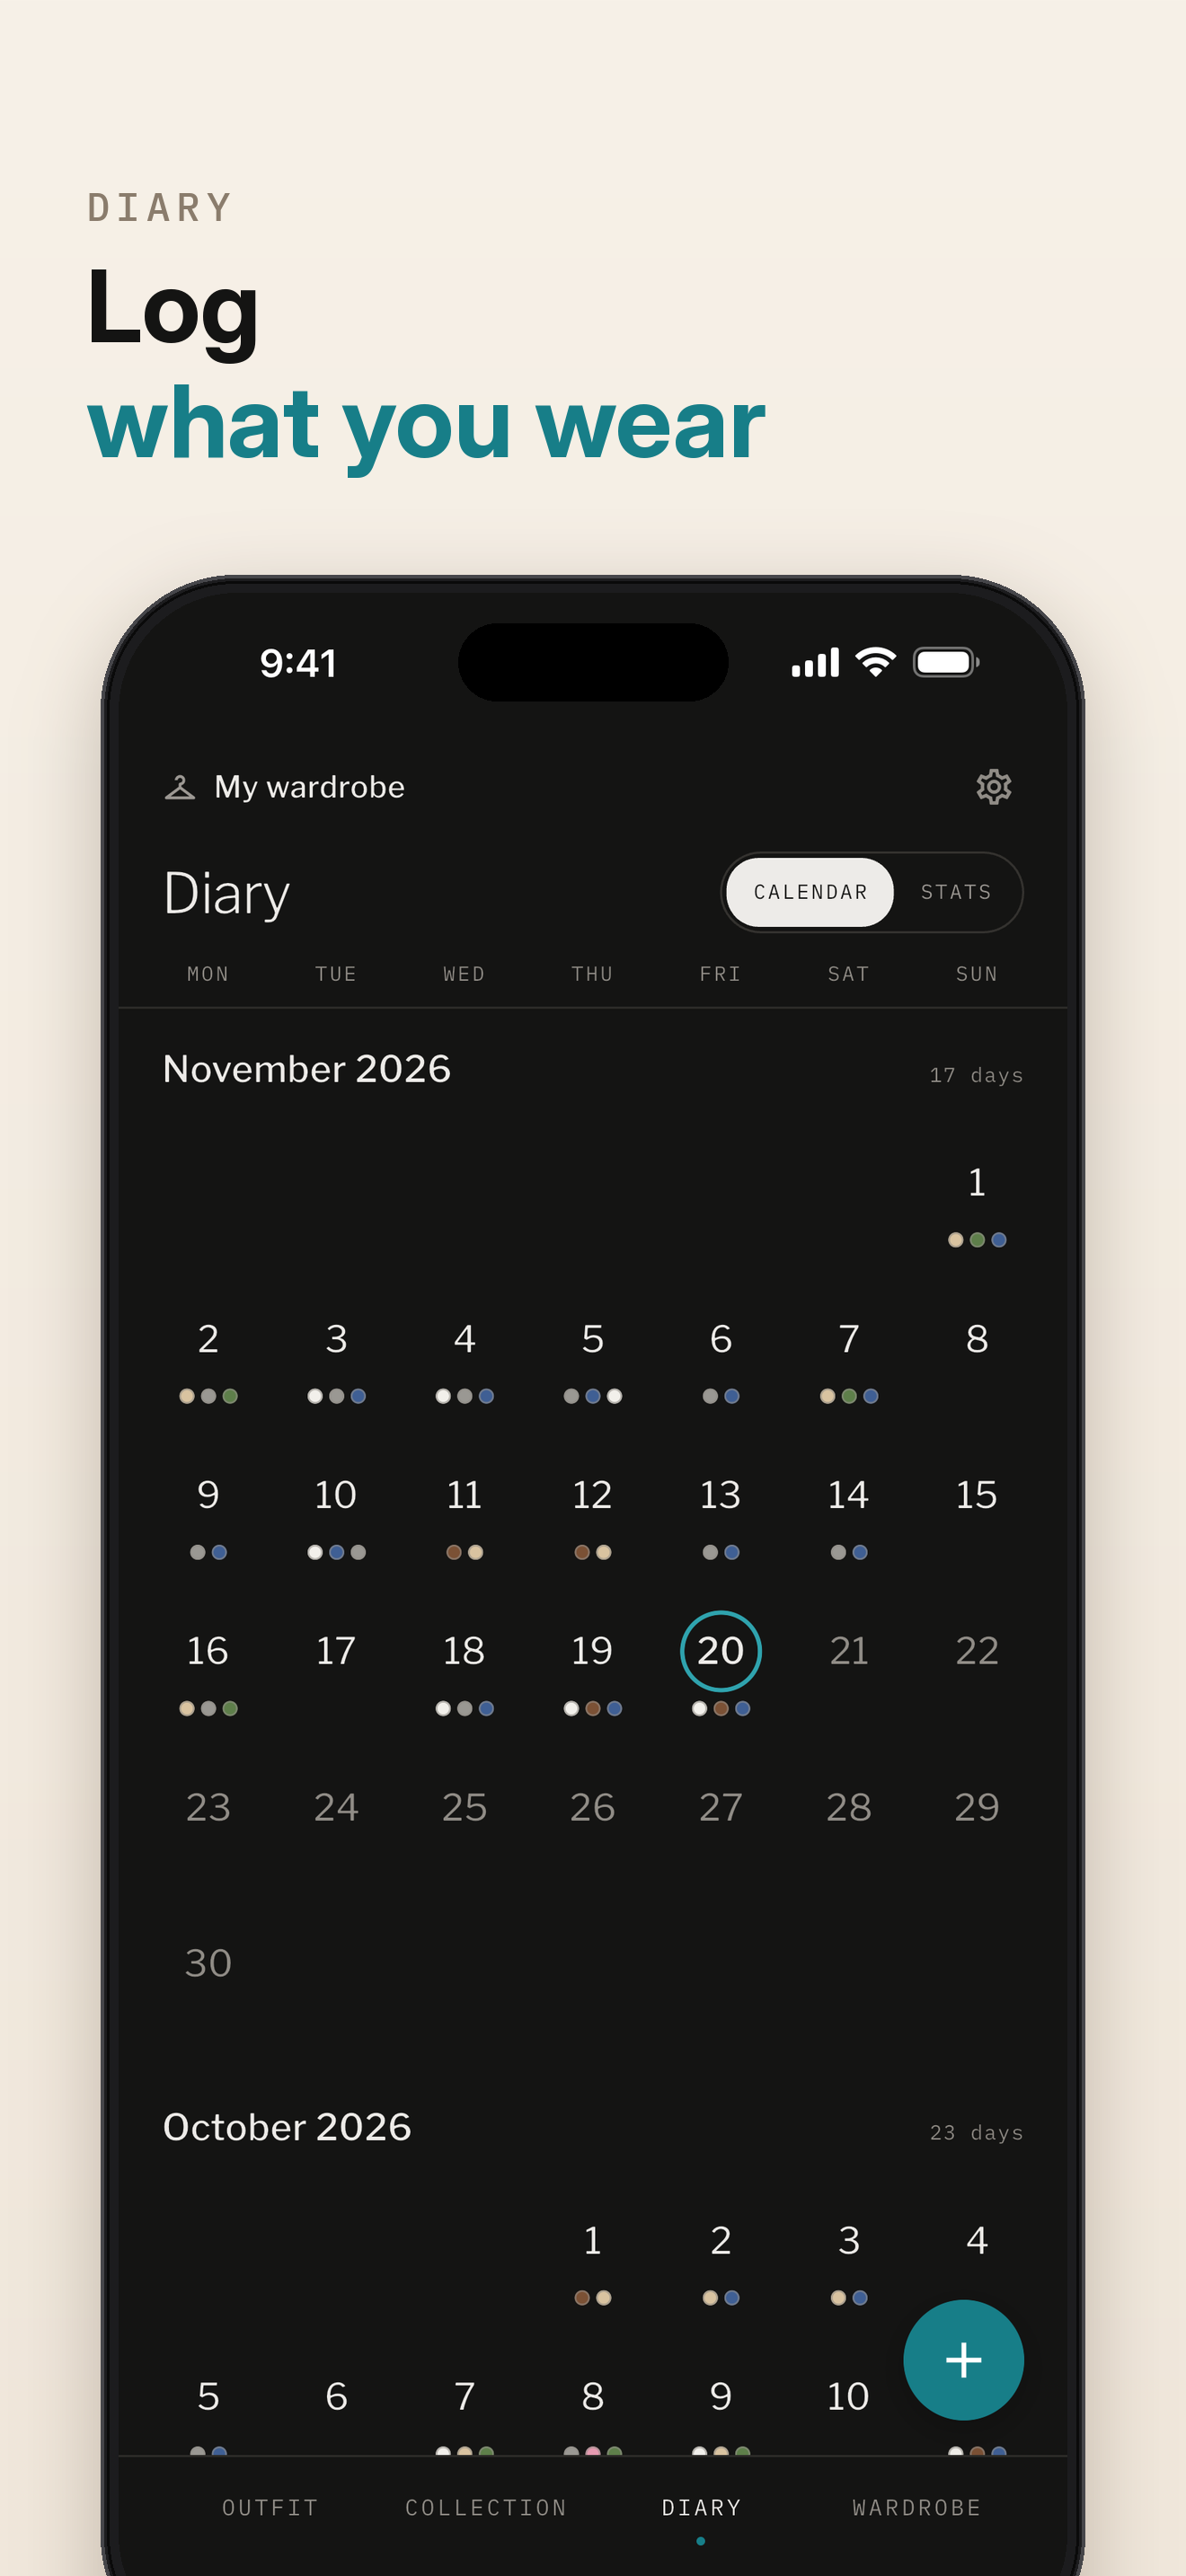 DIARY
Log
what you wear
9:41
My wardrobe
Diary CALENDAR STATS
MON TUE WED THU FRI SAT SUN
November 2026 17 days
1
2 3 4 5 6 7 8
9 10 11 12 13 14 15
16 17 18 19 20 21 22
23 24 25 26 27 28 29
30
October 2026 23 days
1 2 3 4
+
5 6 7 8 9 10
OUTFIT COLLECTION DIARY WARDROBE